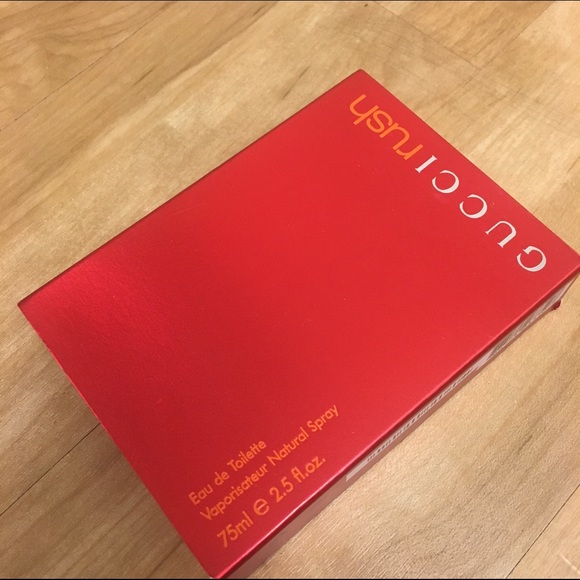 GUCCI rush
Eau de Toilette
Vaporisateur Natural Spray
75ml e 2.5 fl.oz.